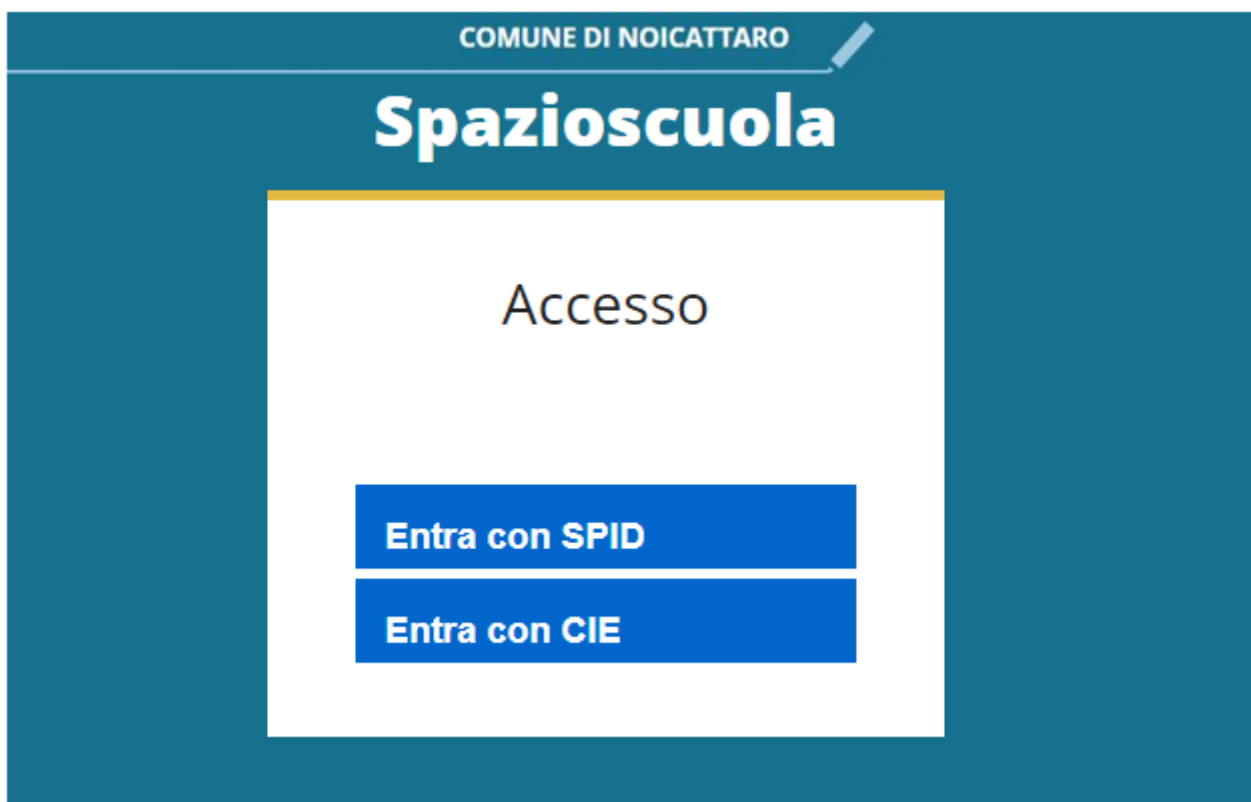 COMUNE DI NOICATTARO
Spazioscuola
Accesso
Entra con SPID
Entra con CIE